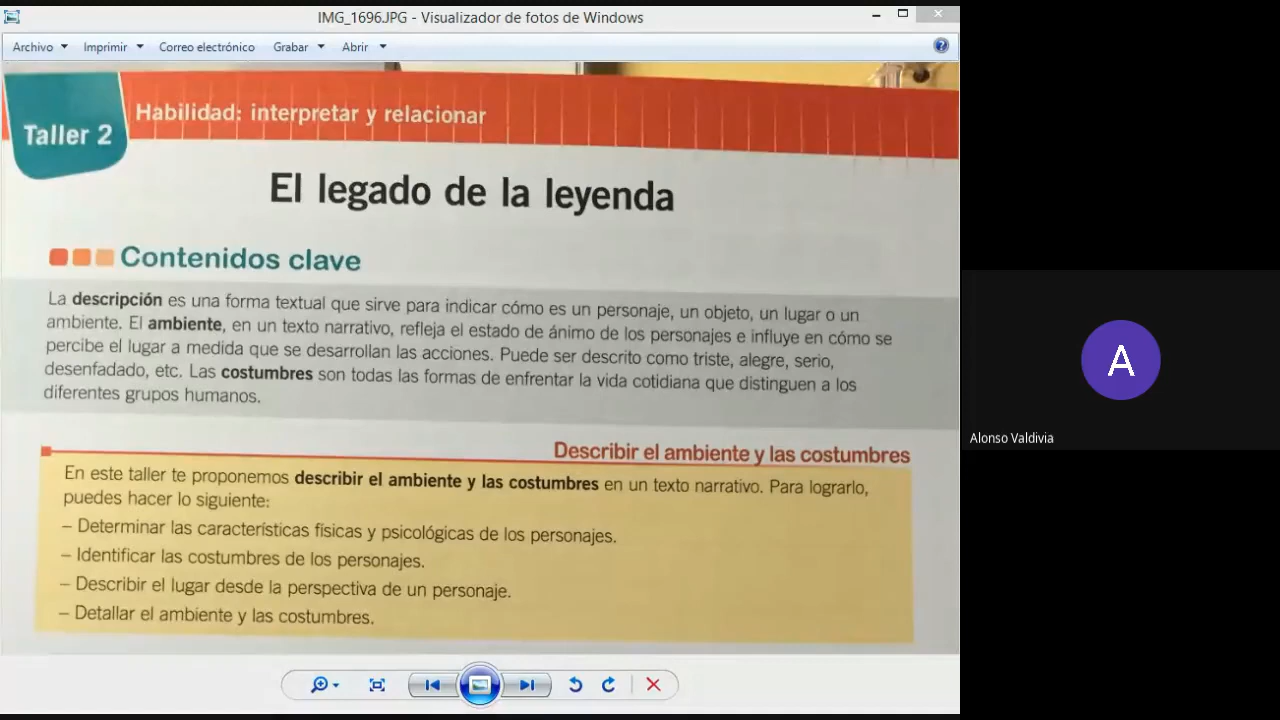 IMG_1696.JPG - Visualizador de fotos de Windows
Archivo Imprimir Correo electrónico Grabar Abrir
Habilidad: interpretar y relacionar
Taller 2
El legado de la leyenda
Contenidos clave
La descripción es una forma textual que sirve para indicar cómo es un personaje, un objeto, un lugar o un
ambiente. El ambiente, en un texto narrativo, refleja el estado de ánimo de los personajes e influye en cómo se
percibe el lugar a medida que se desarrollan las acciones. Puede ser descrito como triste, alegre, serio,
desenfadado, etc. Las costumbres son todas las formas de enfrentar la vida cotidiana que distinguen a los
diferentes grupos humanos.
Describir el ambiente y las costumbres
En este taller te proponemos describir el ambiente y las costumbres en un texto narrativo. Para lograrlo,
puedes hacer lo siguiente:
– Determinar las características físicas y psicológicas de los personajes.
– Identificar las costumbres de los personajes.
– Describir el lugar desde la perspectiva de un personaje.
– Detallar el ambiente y las costumbres.
A
Alonso Valdivia